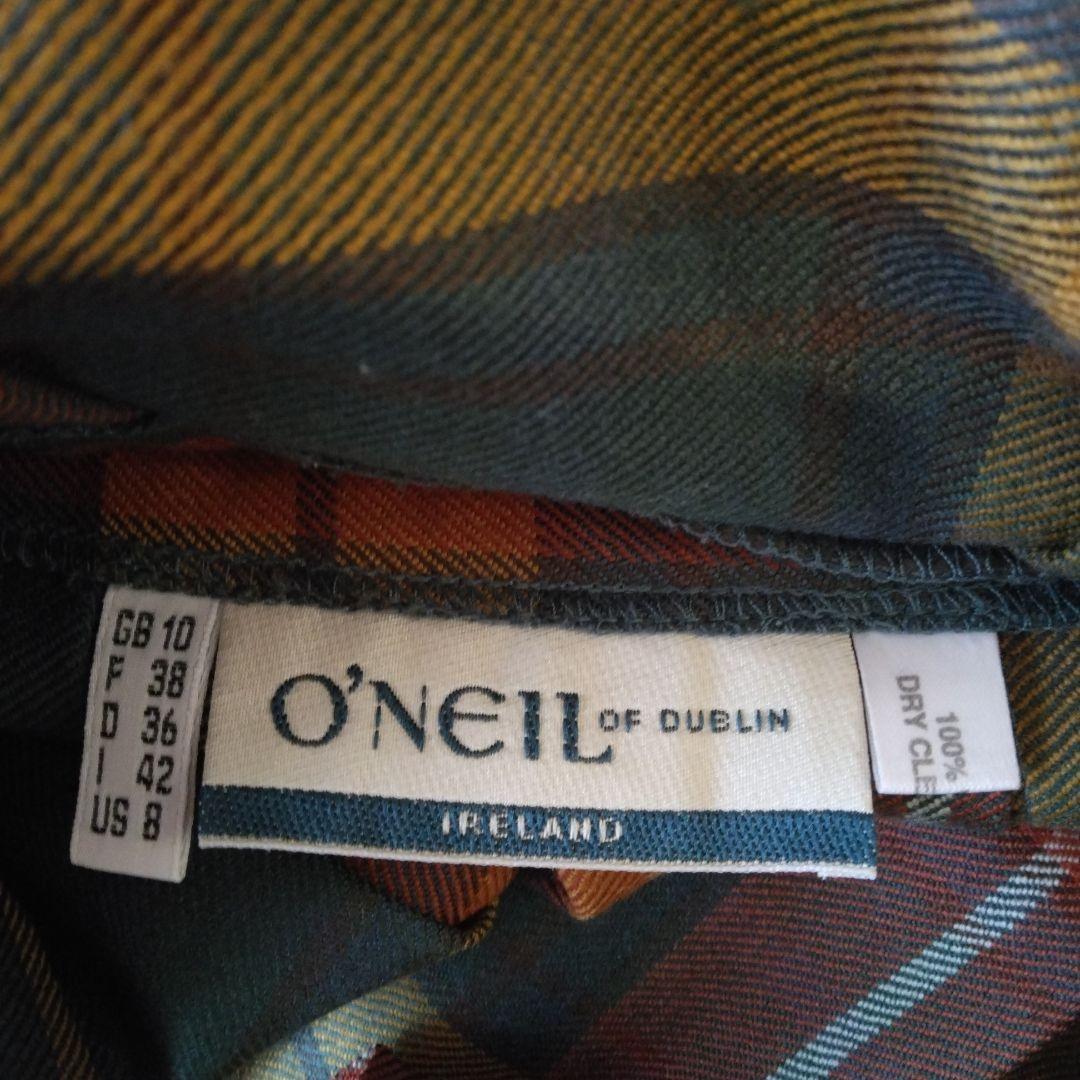 GB 10
F 38
D 36
I 42
US 8
O'NEIL OF DUBLIN
IRELAND
100%
DRY CLE